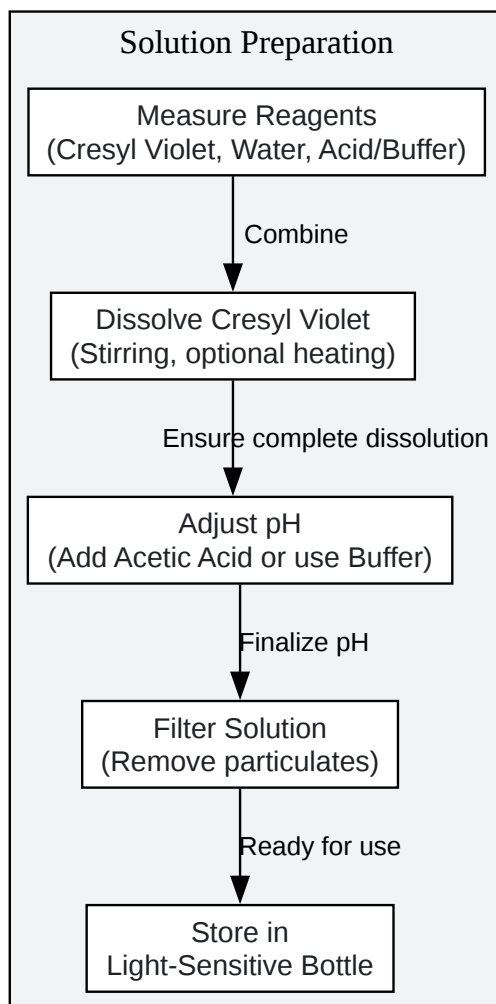 Solution Preparation
Measure Reagents
(Cresyl Violet, Water, Acid/Buffer)
Combine
Dissolve Cresyl Violet
(Stirring, optional heating)
Ensure complete dissolution
Adjust pH
(Add Acetic Acid or use Buffer)
Finalize pH
Filter Solution
(Remove particulates)
Ready for use
Store in
Light-Sensitive Bottle